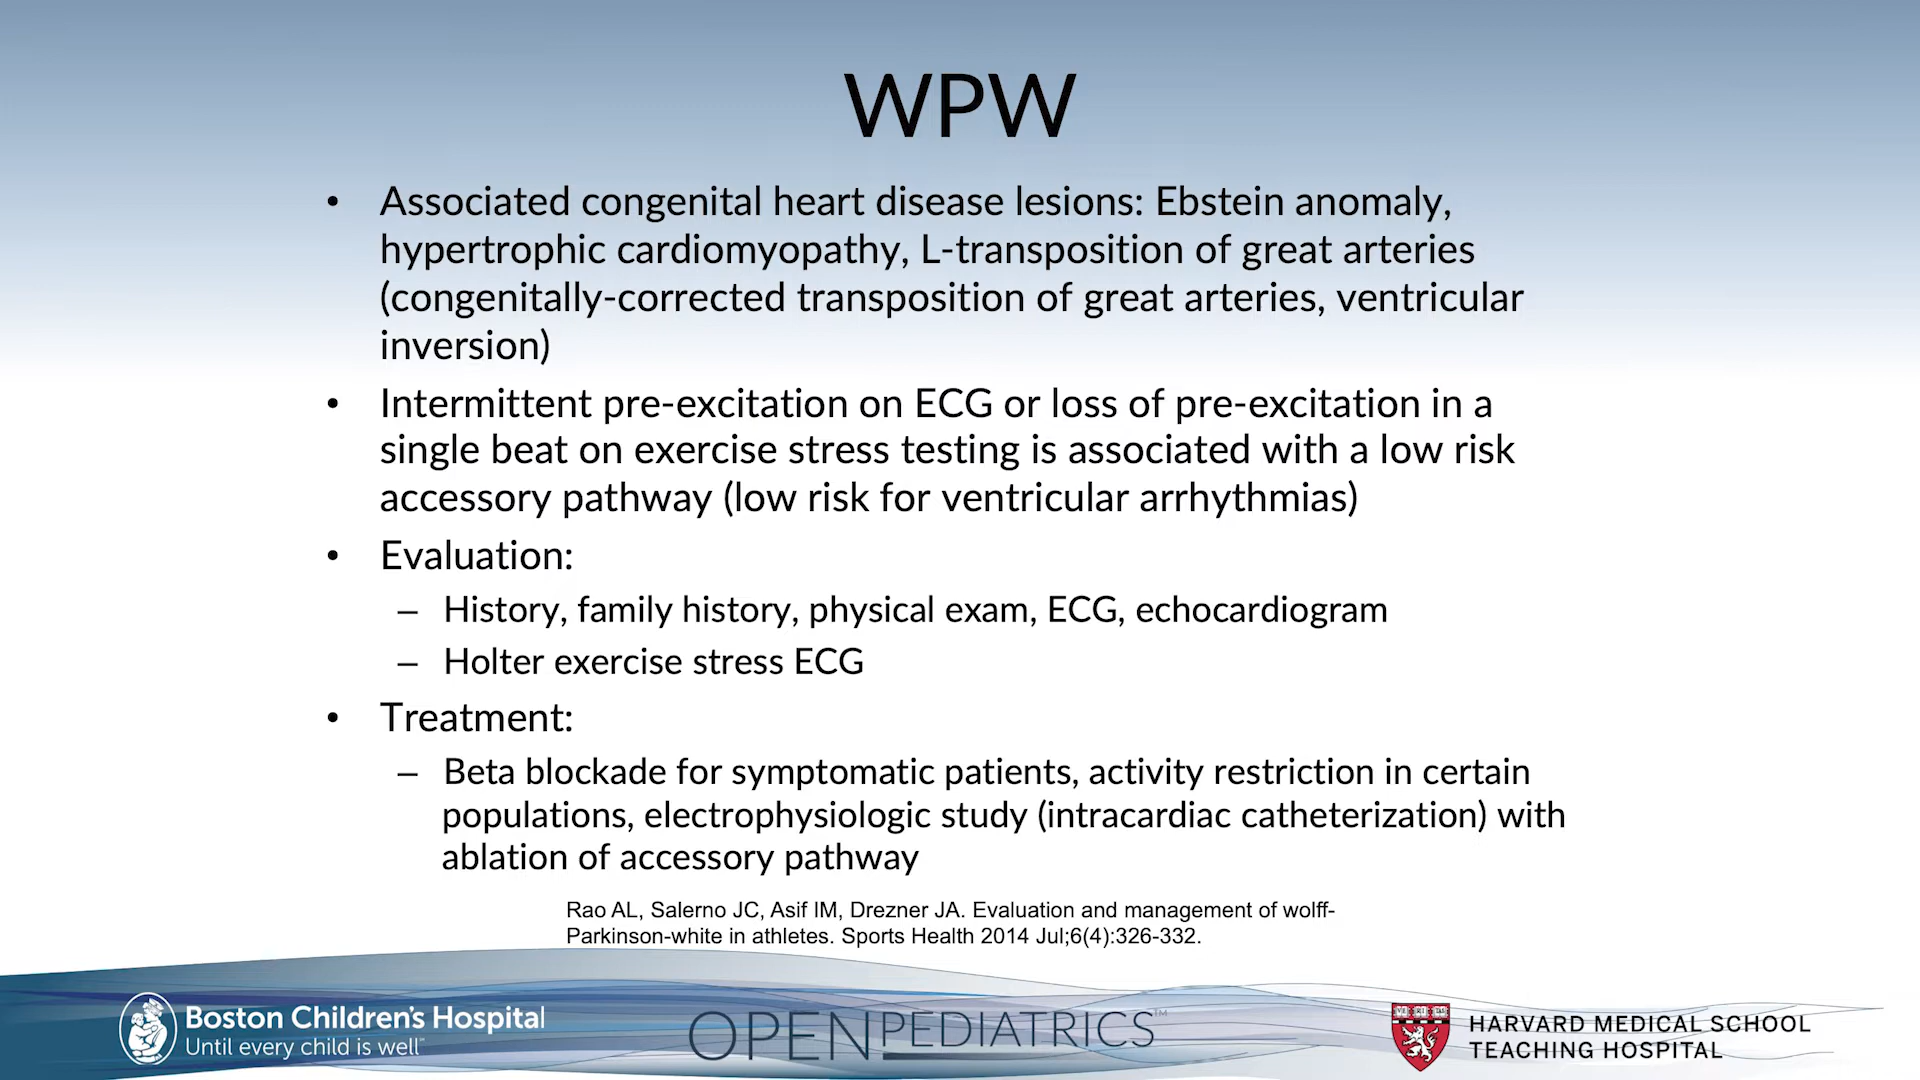 WPW
• Associated congenital heart disease lesions: Ebstein anomaly,
hypertrophic cardiomyopathy, L-transposition of great arteries
(congenitally-corrected transposition of great arteries, ventricular
inversion)
• Intermittent pre-excitation on ECG or loss of pre-excitation in a
single beat on exercise stress testing is associated with a low risk
accessory pathway (low risk for ventricular arrhythmias)
• Evaluation:
– History, family history, physical exam, ECG, echocardiogram
– Holter exercise stress ECG
• Treatment:
– Beta blockade for symptomatic patients, activity restriction in certain
populations, electrophysiologic study (intracardiac catheterization) with
ablation of accessory pathway
Rao AL, Salerno JC, Asif IM, Drezner JA. Evaluation and management of wolff-
Parkinson-white in athletes. Sports Health 2014 Jul;6(4):326-332.
Boston Children's Hospital
Until every child is well℠
OPENPEDIATRICS™
VE RI TAS
HARVARD MEDICAL SCHOOL
TEACHING HOSPITAL